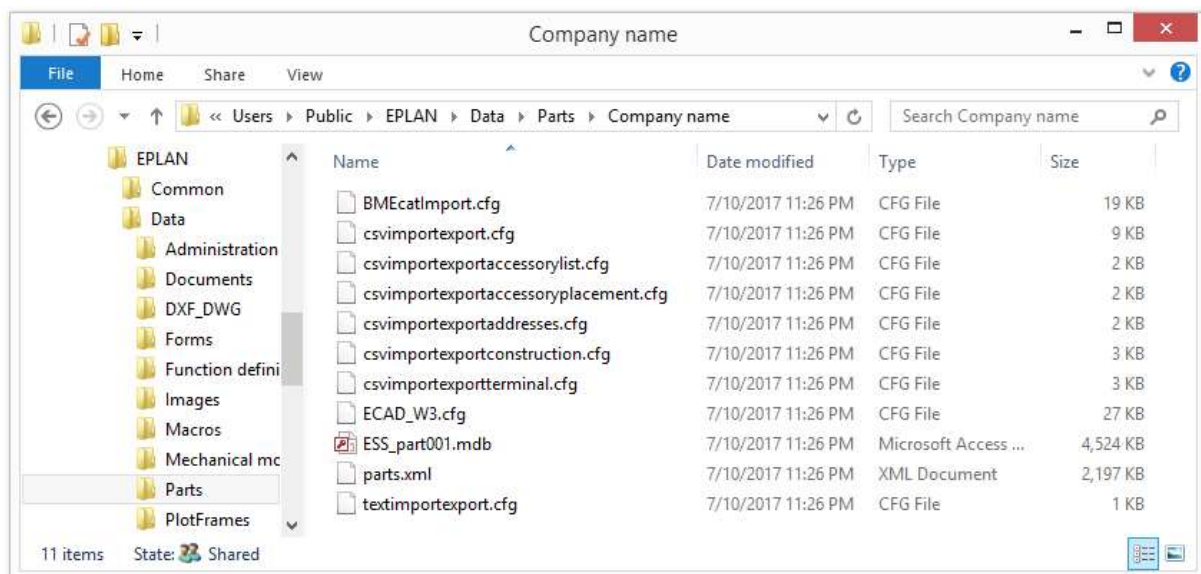 Company name
File Home Share View
« Users Public EPLAN Data Parts Company name Search Company name
EPLAN
Common
Data
Administration
Documents
DXF_DWG
Forms
Function defini
Images
Macros
Mechanical mc
Parts
PlotFrames
Name Date modified Type Size
BMEcatImport.cfg 7/10/2017 11:26 PM CFG File 19 KB
csvimportexport.cfg 7/10/2017 11:26 PM CFG File 9 KB
csvimportexportaccessorylist.cfg 7/10/2017 11:26 PM CFG File 2 KB
csvimportexportaccessoryplacement.cfg 7/10/2017 11:26 PM CFG File 2 KB
csvimportexportaddresses.cfg 7/10/2017 11:26 PM CFG File 2 KB
csvimportexportconstruction.cfg 7/10/2017 11:26 PM CFG File 3 KB
csvimportexportterminal.cfg 7/10/2017 11:26 PM CFG File 3 KB
ECAD_W3.cfg 7/10/2017 11:26 PM CFG File 27 KB
ESS_part001.mdb 7/10/2017 11:26 PM Microsoft Access ... 4,524 KB
parts.xml 7/10/2017 11:26 PM XML Document 2,197 KB
textimportexport.cfg 7/10/2017 11:26 PM CFG File 1 KB
11 items State: Shared